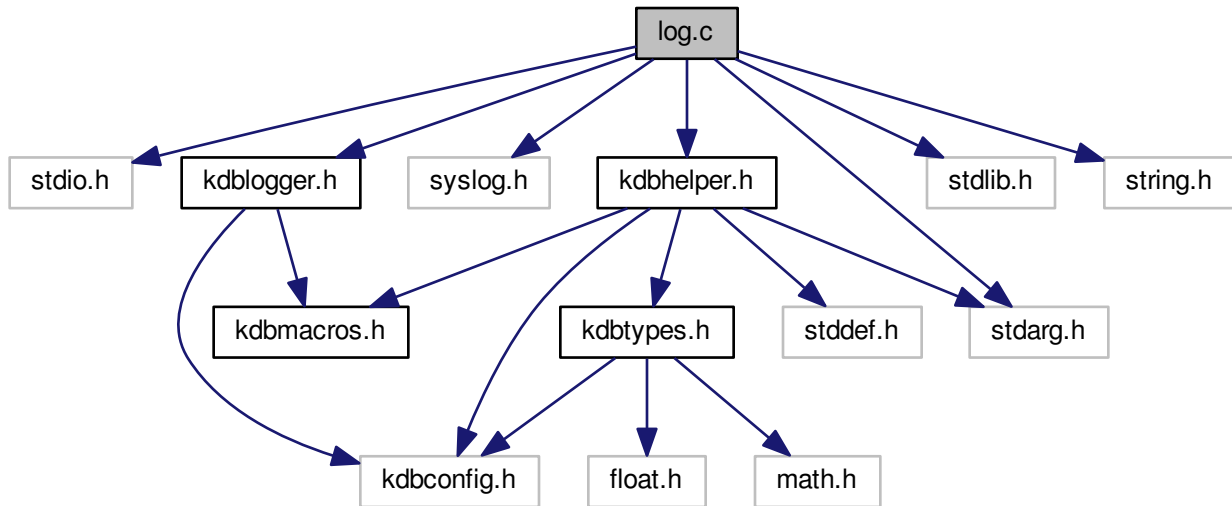 log.c
stdio.h
kdblogger.h
syslog.h
kdbhelper.h
stdlib.h
string.h
kdbmacros.h
kdbtypes.h
stddef.h
stdarg.h
kdbconfig.h
float.h
math.h